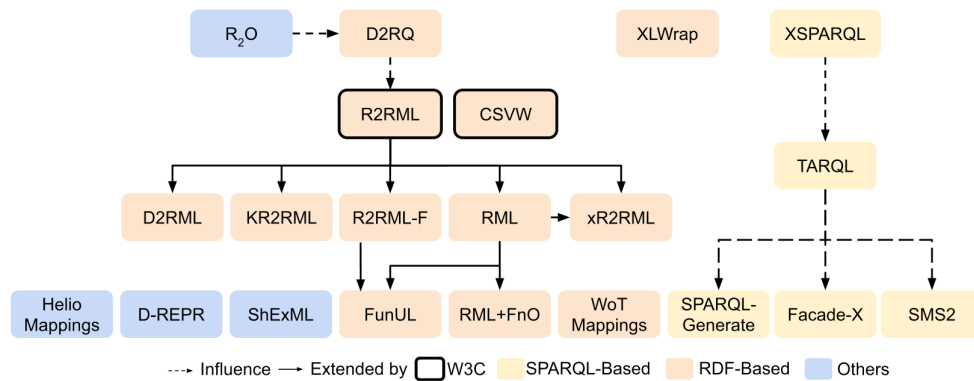 R2O
D2RQ
XLWrap
XSPARQL
R2RML
CSVW
TARQL
D2RML
KR2RML
R2RML-F
RML
xR2RML
Helio
Mappings
D-REPR
ShExML
FunUL
RML+FnO
WoT
Mappings
SPARQL-
Generate
Facade-X
SMS2
Influence
Extended by
W3C
SPARQL-Based
RDF-Based
Others